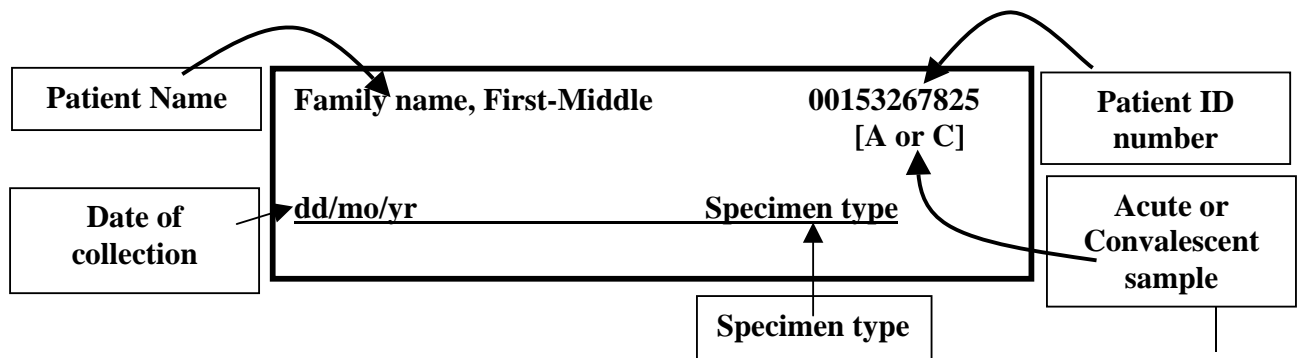 Patient Name
Family name, First-Middle
00153267825
[A or C]
Patient ID
number
Date of
collection
dd/mo/yr
Specimen type
Acute or
Convalescent
sample
Specimen type